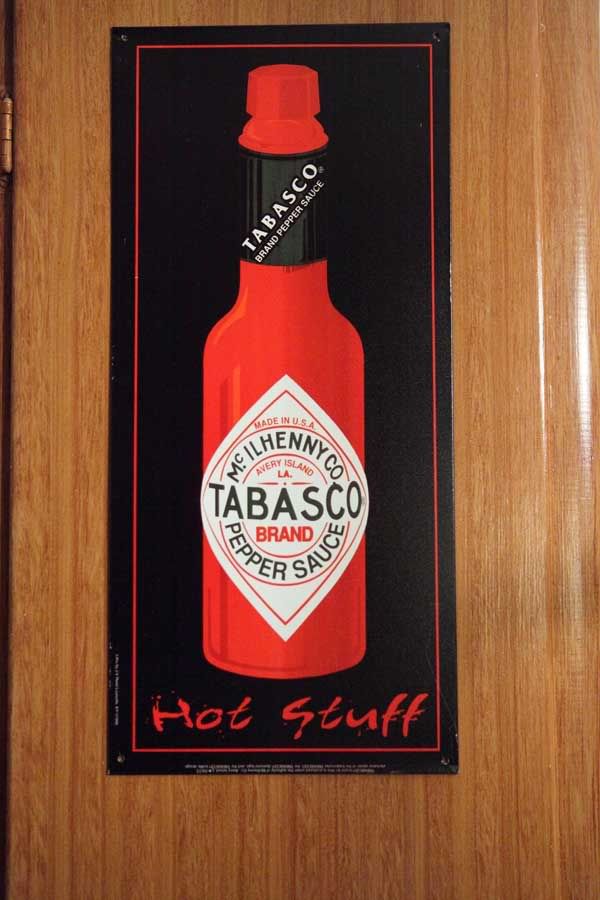 TABASCO®
BRAND PEPPER SAUCE
MADE IN U.S.A.
McILHENNY CO
AVERY ISLAND
LA.
TABASCO
BRAND
PEPPER SAUCE
Hot Stuff